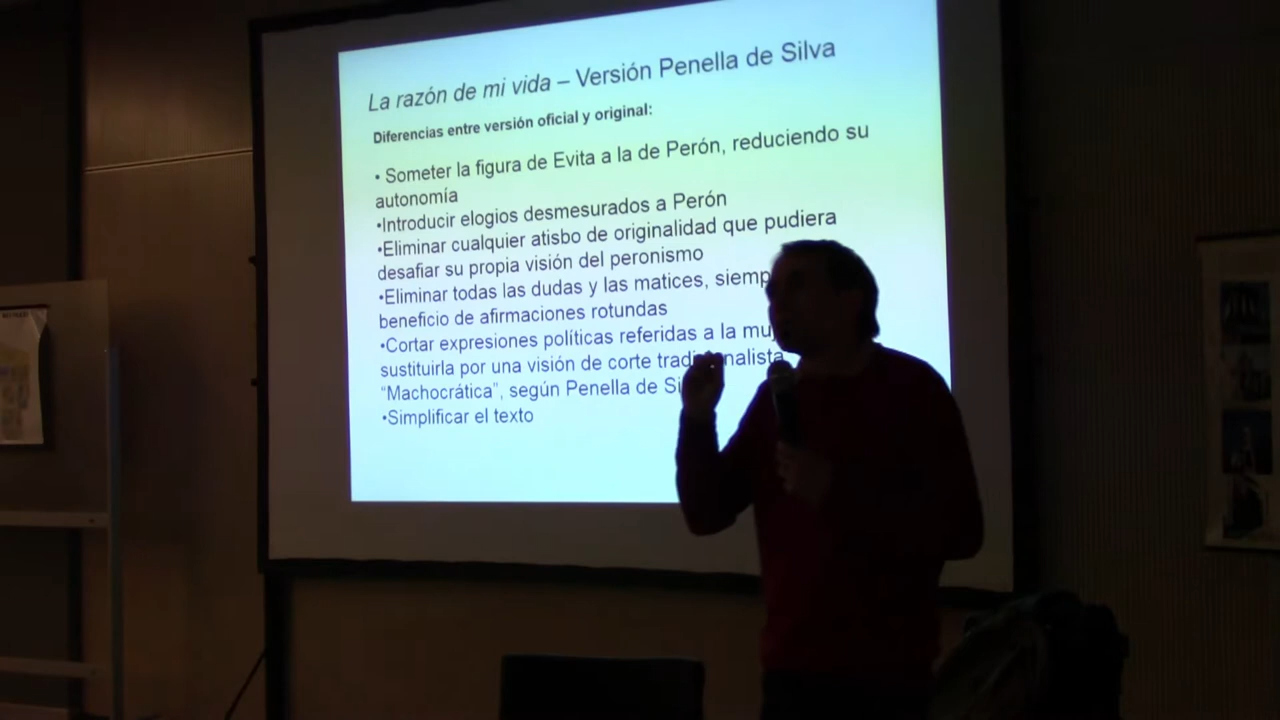 La razón de mi vida – Versión Penella de Silva
Diferencias entre versión oficial y original:
• Someter la figura de Evita a la de Perón, reduciendo su
autonomía
•Introducir elogios desmesurados a Perón
•Eliminar cualquier atisbo de originalidad que pudiera
desafiar su propia visión del peronismo
•Eliminar todas las dudas y las matices,
beneficio de afirmaciones rotundas
•Cortar expresiones políticas referidas a la
sustituirla por una visión de corte
“Machocrática”, según Penella de
•Simplificar el texto